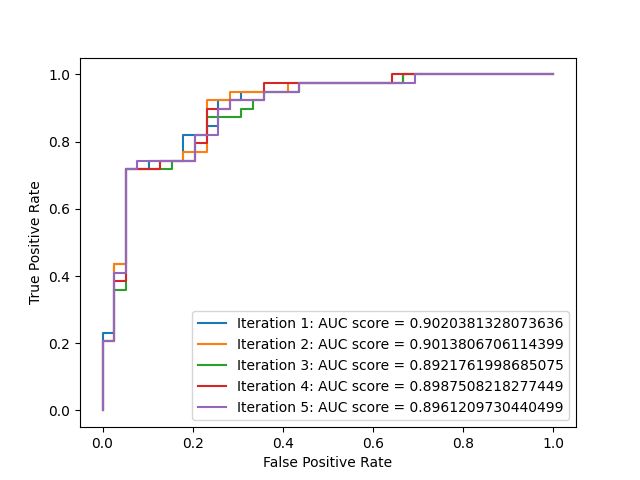 1.0
0.8
0.6
0.4
0.2
0.0
True Positive Rate
Iteration 1: AUC score = 0.9020381328073636
Iteration 2: AUC score = 0.9013806706114399
Iteration 3: AUC score = 0.8921761998685075
Iteration 4: AUC score = 0.8987508218277449
Iteration 5: AUC score = 0.8961209730440499
0.0 0.2 0.4 0.6 0.8 1.0
False Positive Rate